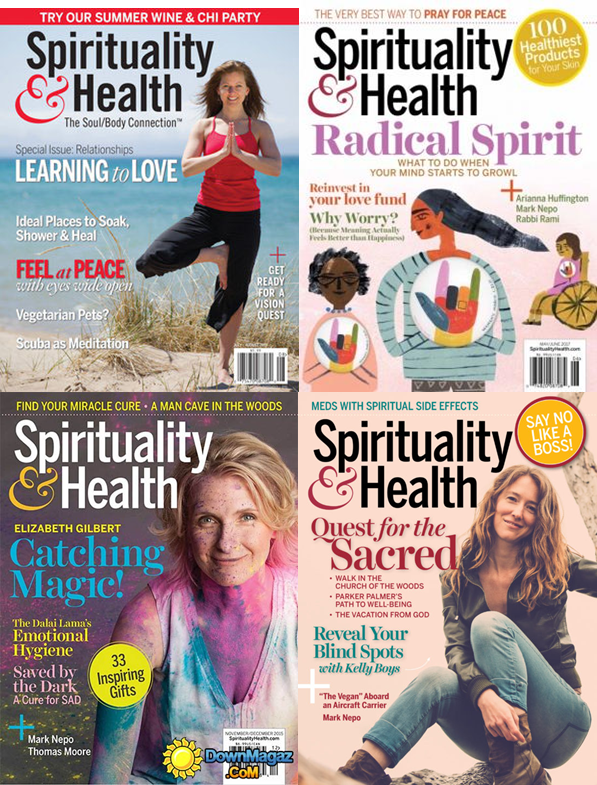 TRY OUR SUMMER WINE & CHI PARTY
Spirituality
& Health
The Soul/Body Connection™
Special Issue: Relationships
LEARNING to LOVE
Ideal Places to Soak,
Shower & Heal
FEEL at PEACE
with eyes wide open
Vegetarian Pets?
Scuba as Meditation
+
GET
READY
FOR A
VISION
QUEST
THE VERY BEST WAY TO PRAY FOR PEACE
Spirituality
& Health
100
Healthiest
Products
for Your Skin
Radical Spirit
WHAT TO DO WHEN
YOUR MIND STARTS TO GROWL
Reinvest in
your love fund
Why Worry?
(Because Meaning Actually
Feels Better than Happiness)
+
Arianna Huffington
Mark Nepo
Rabbi Rami
MAY/JUNE 2017
SpiritualityHealth.com
FIND YOUR MIRACLE CURE • A MAN CAVE IN THE WOODS
Spirituality
& Health
ELIZABETH GILBERT
Catching
Magic!
The Dalai Lama's
Emotional
Hygiene
Saved by
the Dark
A Cure for SAD
33
Inspiring
Gifts
+
Mark Nepo
Thomas Moore
NOVEMBER/DECEMBER 2015
SpiritualityHealth.com
DownMagaz
.COM
MEDS WITH SPIRITUAL SIDE EFFECTS
Spirituality
& Health
SAY NO
LIKE A
BOSS!
Quest for the
Sacred
• WALK IN THE
CHURCH OF THE WOODS
• PARKER PALMER'S
PATH TO WELL-BEING
• THE VACATION FROM GOD
Reveal Your
Blind Spots
with Kelly Boys
+
"The Vegan" Aboard
an Aircraft Carrier
Mark Nepo